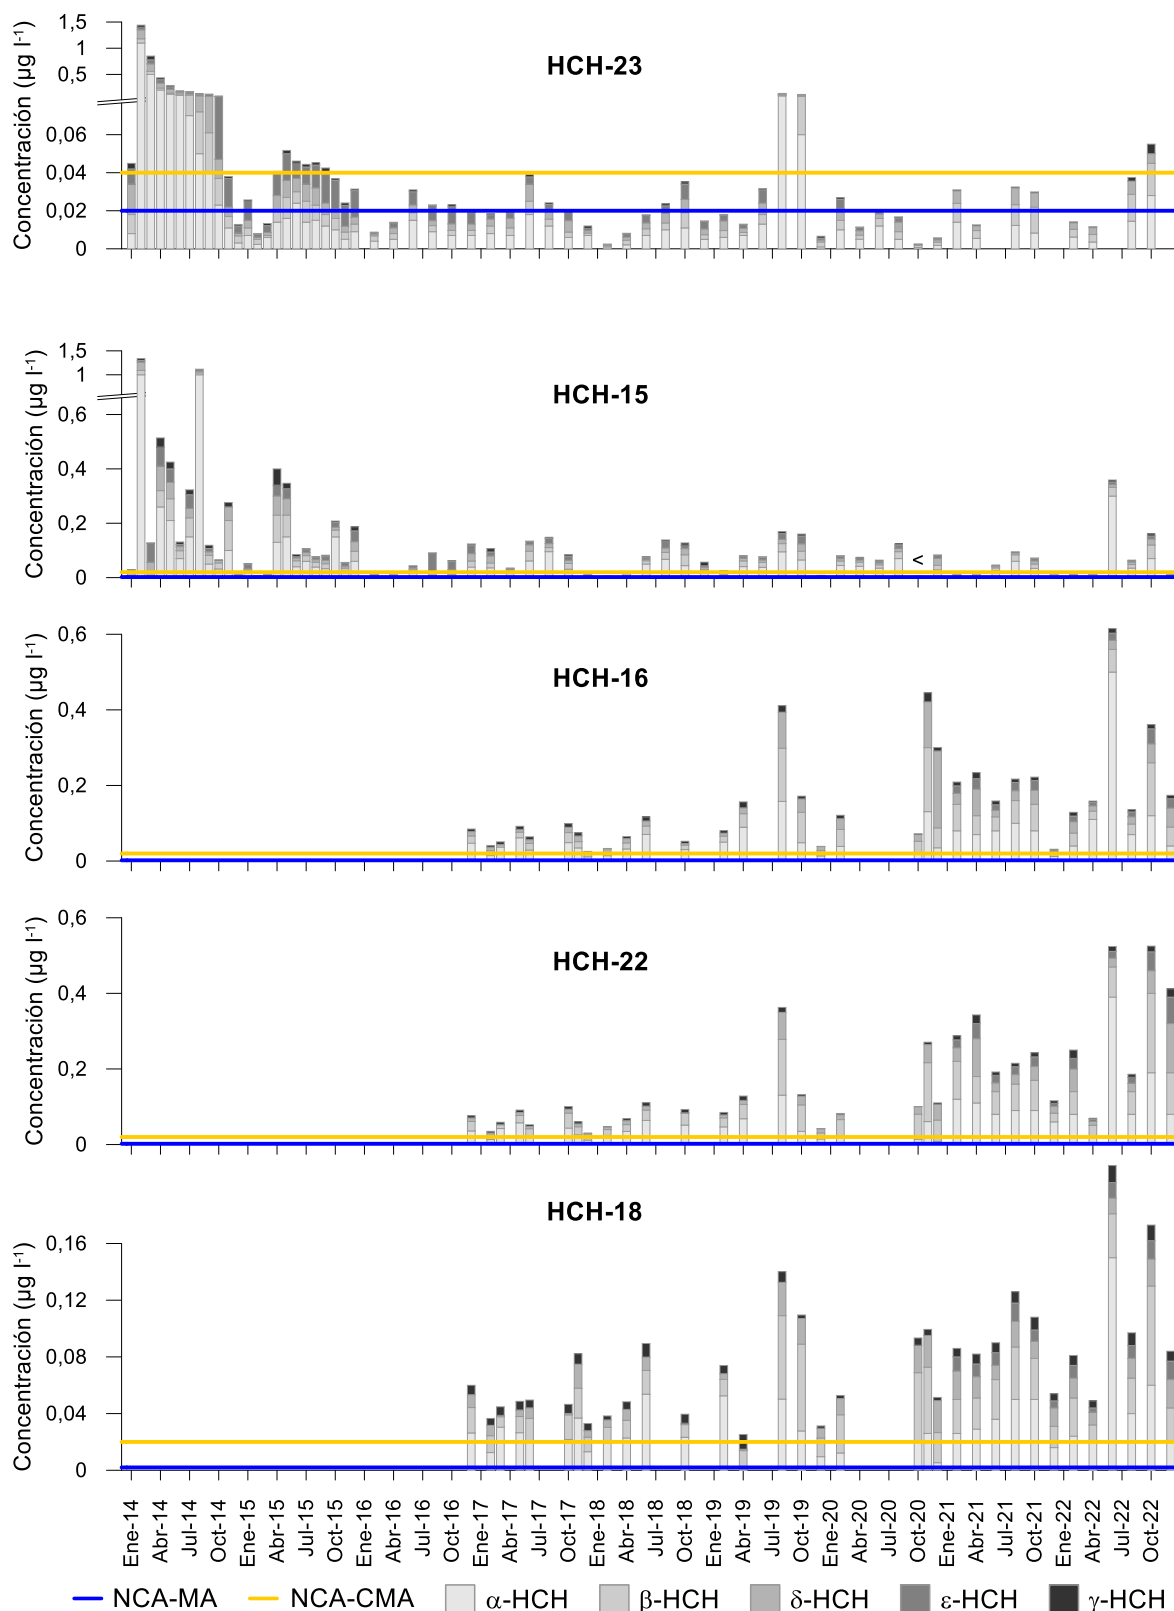 HCH-23
Concentración (µg l-1)
1,5
1
0,5
0,06
0,04
0,02
0
HCH-15
Concentración (µg l-1)
1,5
1
0,6
0,4
0,2
0
<
HCH-16
Concentración (µg l-1)
0,6
0,4
0,2
0
HCH-22
Concentración (µg l-1)
0,6
0,4
0,2
0
HCH-18
Concentración (µg l-1)
0,16
0,12
0,08
0,04
0
Ene-14
Abr-14
Jul-14
Oct-14
Ene-15
Abr-15
Jul-15
Oct-15
Ene-16
Abr-16
Jul-16
Oct-16
Ene-17
Abr-17
Jul-17
Oct-17
Ene-18
Abr-18
Jul-18
Oct-18
Ene-19
Abr-19
Jul-19
Oct-19
Ene-20
Abr-20
Jul-20
Oct-20
Ene-21
Abr-21
Jul-21
Oct-21
Ene-22
Abr-22
Jul-22
Oct-22
NCA-MA NCA-CMA α-HCH β-HCH δ-HCH ε-HCH γ-HCH